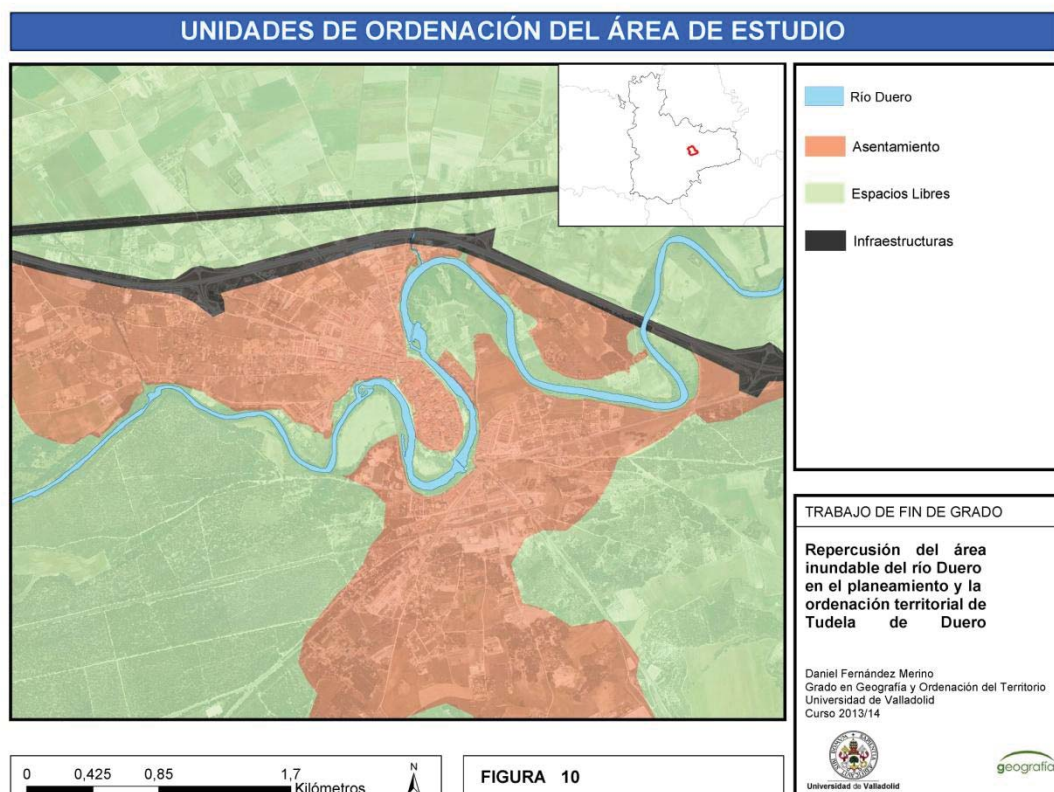 UNIDADES DE ORDENACIÓN DEL ÁREA DE ESTUDIO
Río Duero
Asentamiento
Espacios Libres
Infraestructuras
TRABAJO DE FIN DE GRADO
Repercusión del área
inundable del río Duero
en el planeamiento y la
ordenación territorial de
Tudela de Duero
Daniel Fernández Merino
Grado en Geografía y Ordenación del Territorio
Universidad de Valladolid
Curso 2013/14
Universidad de Valladolid
geografía
0 0,425 0,85 1,7
Kilómetros
N
FIGURA 10